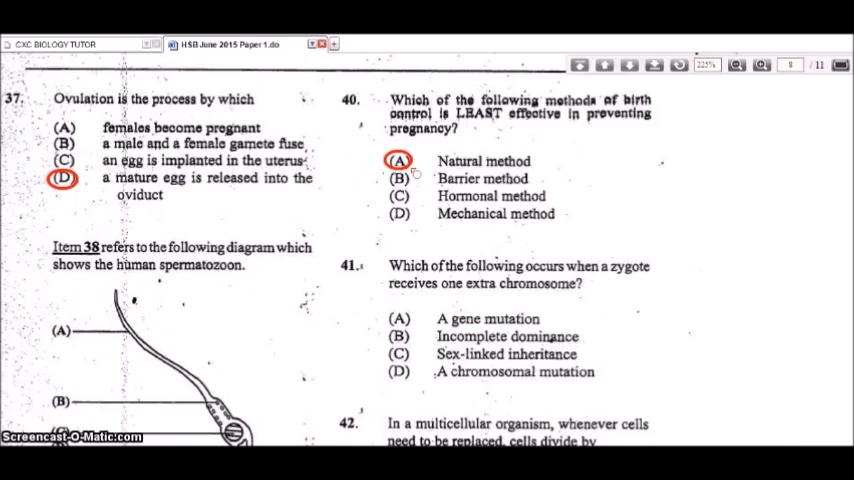 CXC BIOLOGY TUTOR
HSB June 2015 Paper 1.do
225%
8
/ 11
37. Ovulation is the process by which
(A) females become pregnant
(B) a male and a female gamete fuse
(C) an egg is implanted in the uterus
(D) a mature egg is released into the
oviduct
Item 38 refers to the following diagram which
shows the human spermatozoon.
(A)
(B)
40. Which of the following methods of birth
control is LEAST effective in preventing
pregnancy?
(A) Natural method
(B) Barrier method
(C) Hormonal method
(D) Mechanical method
41. Which of the following occurs when a zygote
receives one extra chromosome?
(A) A gene mutation
(B) Incomplete dominance
(C) Sex-linked inheritance
(D) A chromosomal mutation
42. In a multicellular organism, whenever cells
need to be replaced, cells divide by
Screencast-O-Matic.com